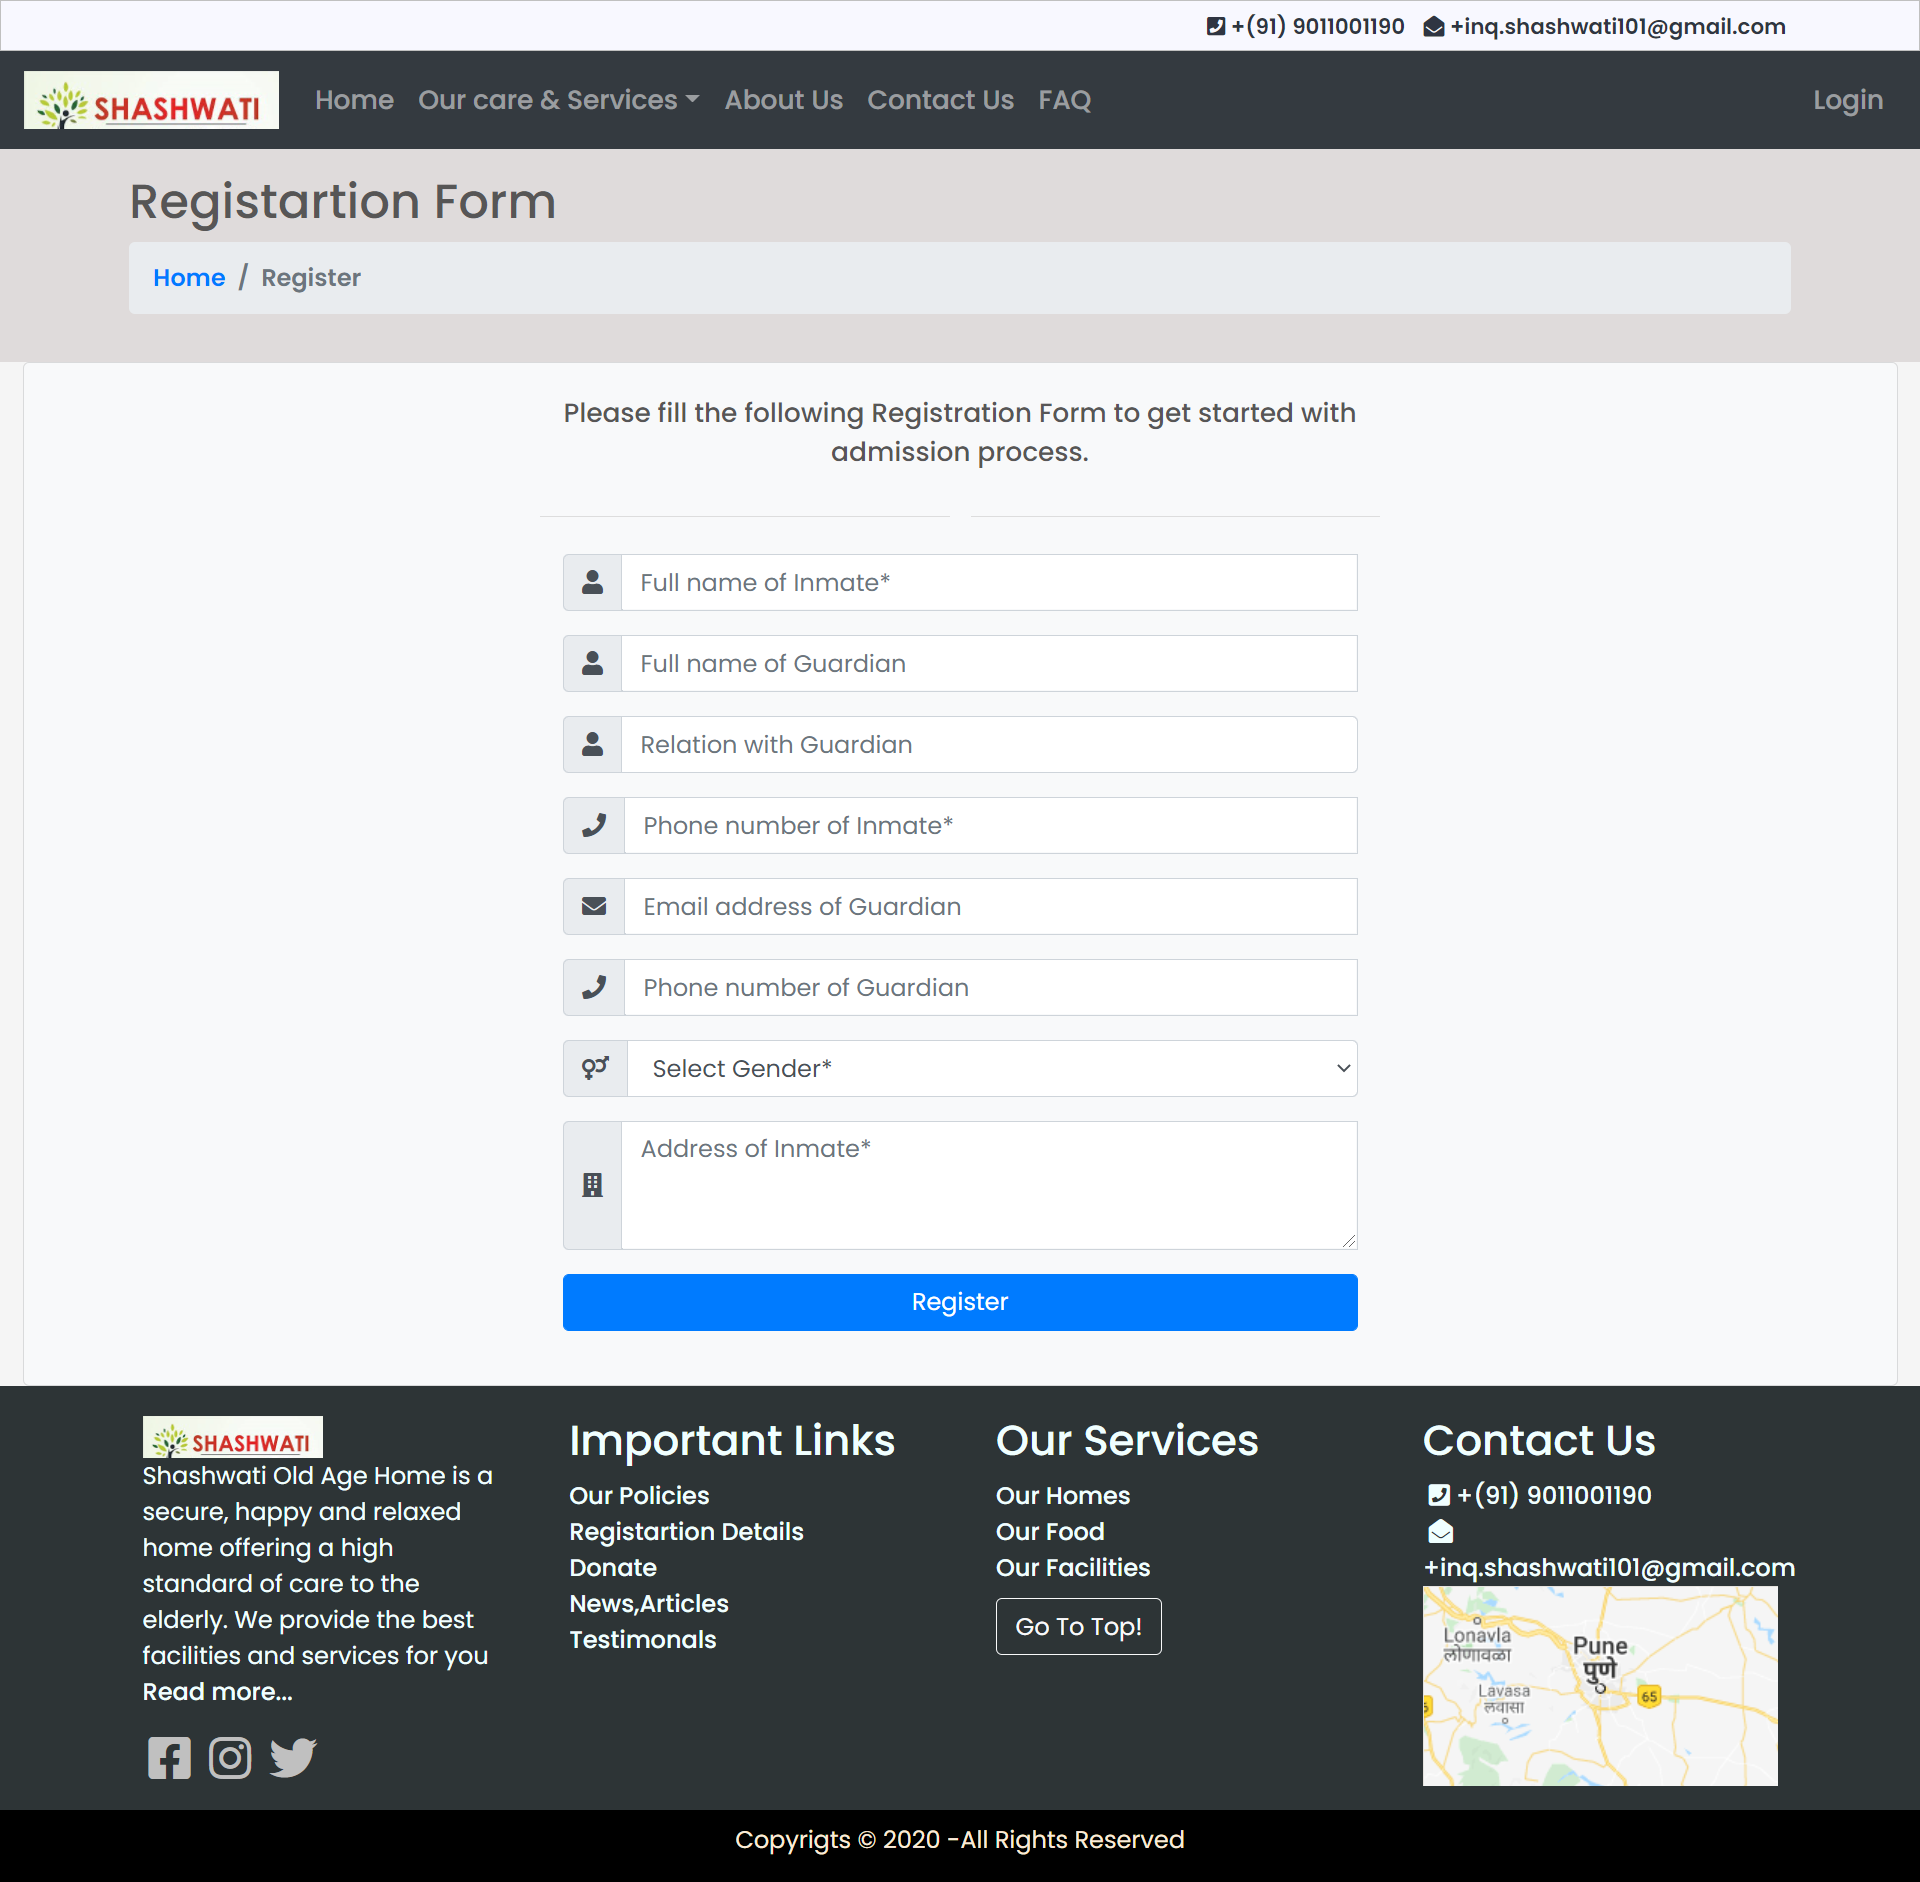 +(91) 9011001190 +inq.shashwati101@gmail.com
SHASHWATI Home Our care & Services About Us Contact Us FAQ Login
Registartion Form
Home / Register
Please fill the following Registration Form to get started with
admission process.
Full name of Inmate*
Full name of Guardian
Relation with Guardian
Phone number of Inmate*
Email address of Guardian
Phone number of Guardian
Select Gender*
Address of Inmate*
Register
SHASHWATI
Shashwati Old Age Home is a
secure, happy and relaxed
home offering a high
standard of care to the
elderly. We provide the best
facilities and services for you
Read more...
Important Links
Our Policies
Registartion Details
Donate
News,Articles
Testimonals
Our Services
Our Homes
Our Food
Our Facilities
Go To Top!
Contact Us
+(91) 9011001190
+inq.shashwati101@gmail.com
Lonavla
लोणावळा
Pune
पुणे
Lavasa
लवासा
65
Copyrigts © 2020 -All Rights Reserved